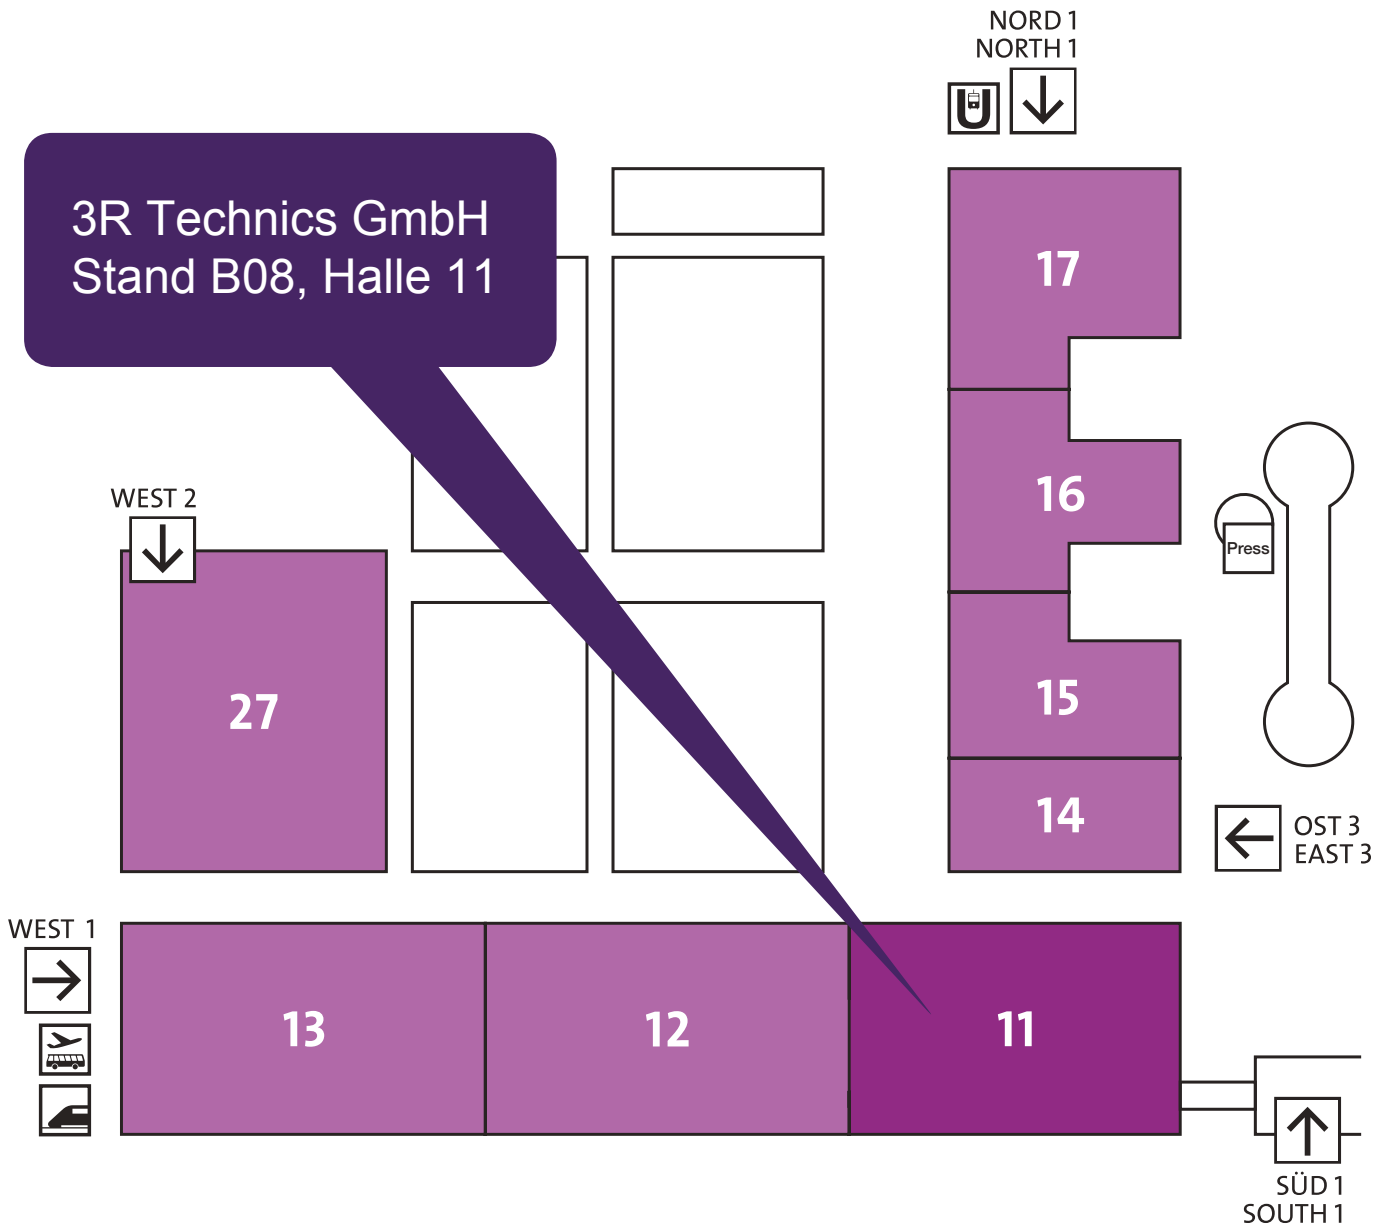 NORD 1
NORTH 1
U
3R Technics GmbH
Stand B08, Halle 11
17
16
WEST 2
Press
27
15
14
OST 3
EAST 3
WEST 1
13
12
11
SÜD 1
SOUTH 1